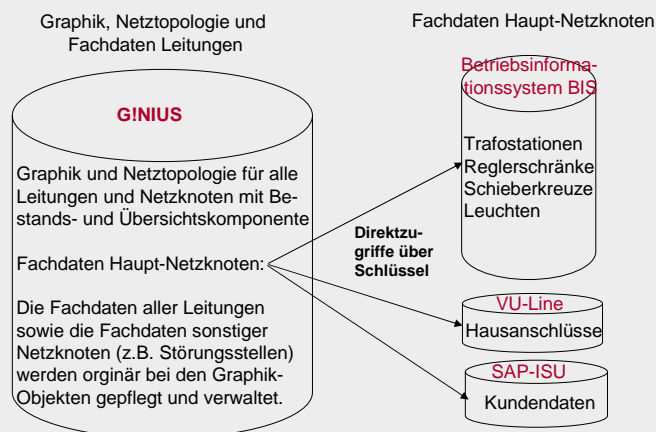 Graphik, Netztopologie und
Fachdaten Leitungen
G!NIUS
Graphik und Netztopologie für alle
Leitungen und Netzknoten mit Be-
stands- und Übersichtskomponente
Fachdaten Haupt-Netzknoten:
Die Fachdaten aller Leitungen
sowie die Fachdaten sonstiger
Netzknoten (z.B. Störungsstellen)
werden orginär bei den Graphik-
Objekten gepflegt und verwaltet.
Direktzu-
griffe über
Schlüssel
Fachdaten Haupt-Netzknoten
Betriebsinforma-
tionssystem BIS
Trafostationen
Reglerschränke
Schieberkreuze
Leuchten
VU-Line
Hausanschlüsse
SAP-ISU
Kundendaten